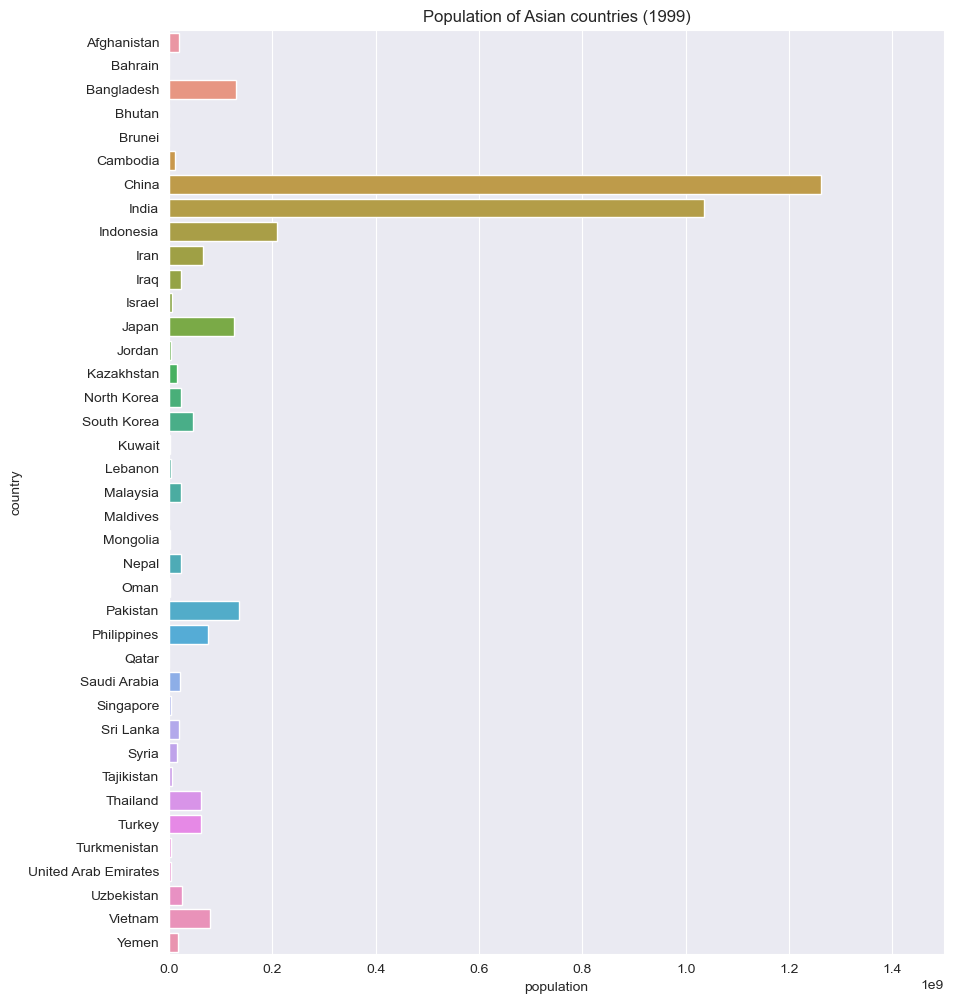 Population of Asian countries (1999)
Afghanistan
Bahrain
Bangladesh
Bhutan
Brunei
Cambodia
China
India
Indonesia
Iran
Iraq
Israel
Japan
Jordan
Kazakhstan
North Korea
South Korea
Kuwait
Lebanon
Malaysia
Maldives
Mongolia
Nepal
Oman
Pakistan
Philippines
Qatar
Saudi Arabia
Singapore
Sri Lanka
Syria
Tajikistan
Thailand
Turkey
Turkmenistan
United Arab Emirates
Uzbekistan
Vietnam
Yemen
country
0.0 0.2 0.4 0.6 0.8 1.0 1.2 1.4
population
1e9